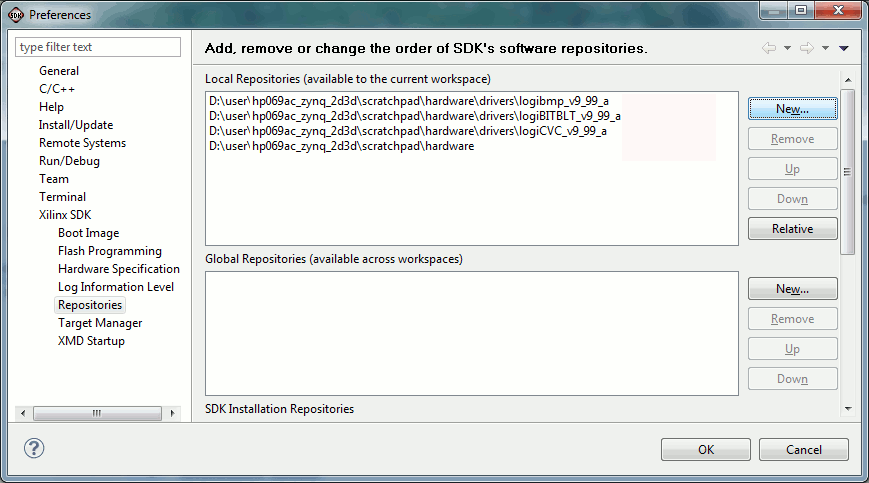 SDK Preferences
type filter text
General
C/C++
Help
Install/Update
Remote Systems
Run/Debug
Team
Terminal
Xilinx SDK
Boot Image
Flash Programming
Hardware Specification
Log Information Level
Repositories
Target Manager
XMD Startup
Add, remove or change the order of SDK's software repositories.
Local Repositories (available to the current workspace)
D:\user\hp069ac_zynq_2d3d\scratchpad\hardware\drivers\logibmp_v9_99_a
D:\user\hp069ac_zynq_2d3d\scratchpad\hardware\drivers\logiBITBLT_v9_99_a
D:\user\hp069ac_zynq_2d3d\scratchpad\hardware\drivers\logiCVC_v9_99_a
D:\user\hp069ac_zynq_2d3d\scratchpad\hardware
New...
Remove
Up
Down
Relative
Global Repositories (available across workspaces)
New...
Remove
Up
Down
SDK Installation Repositories
?
OK
Cancel